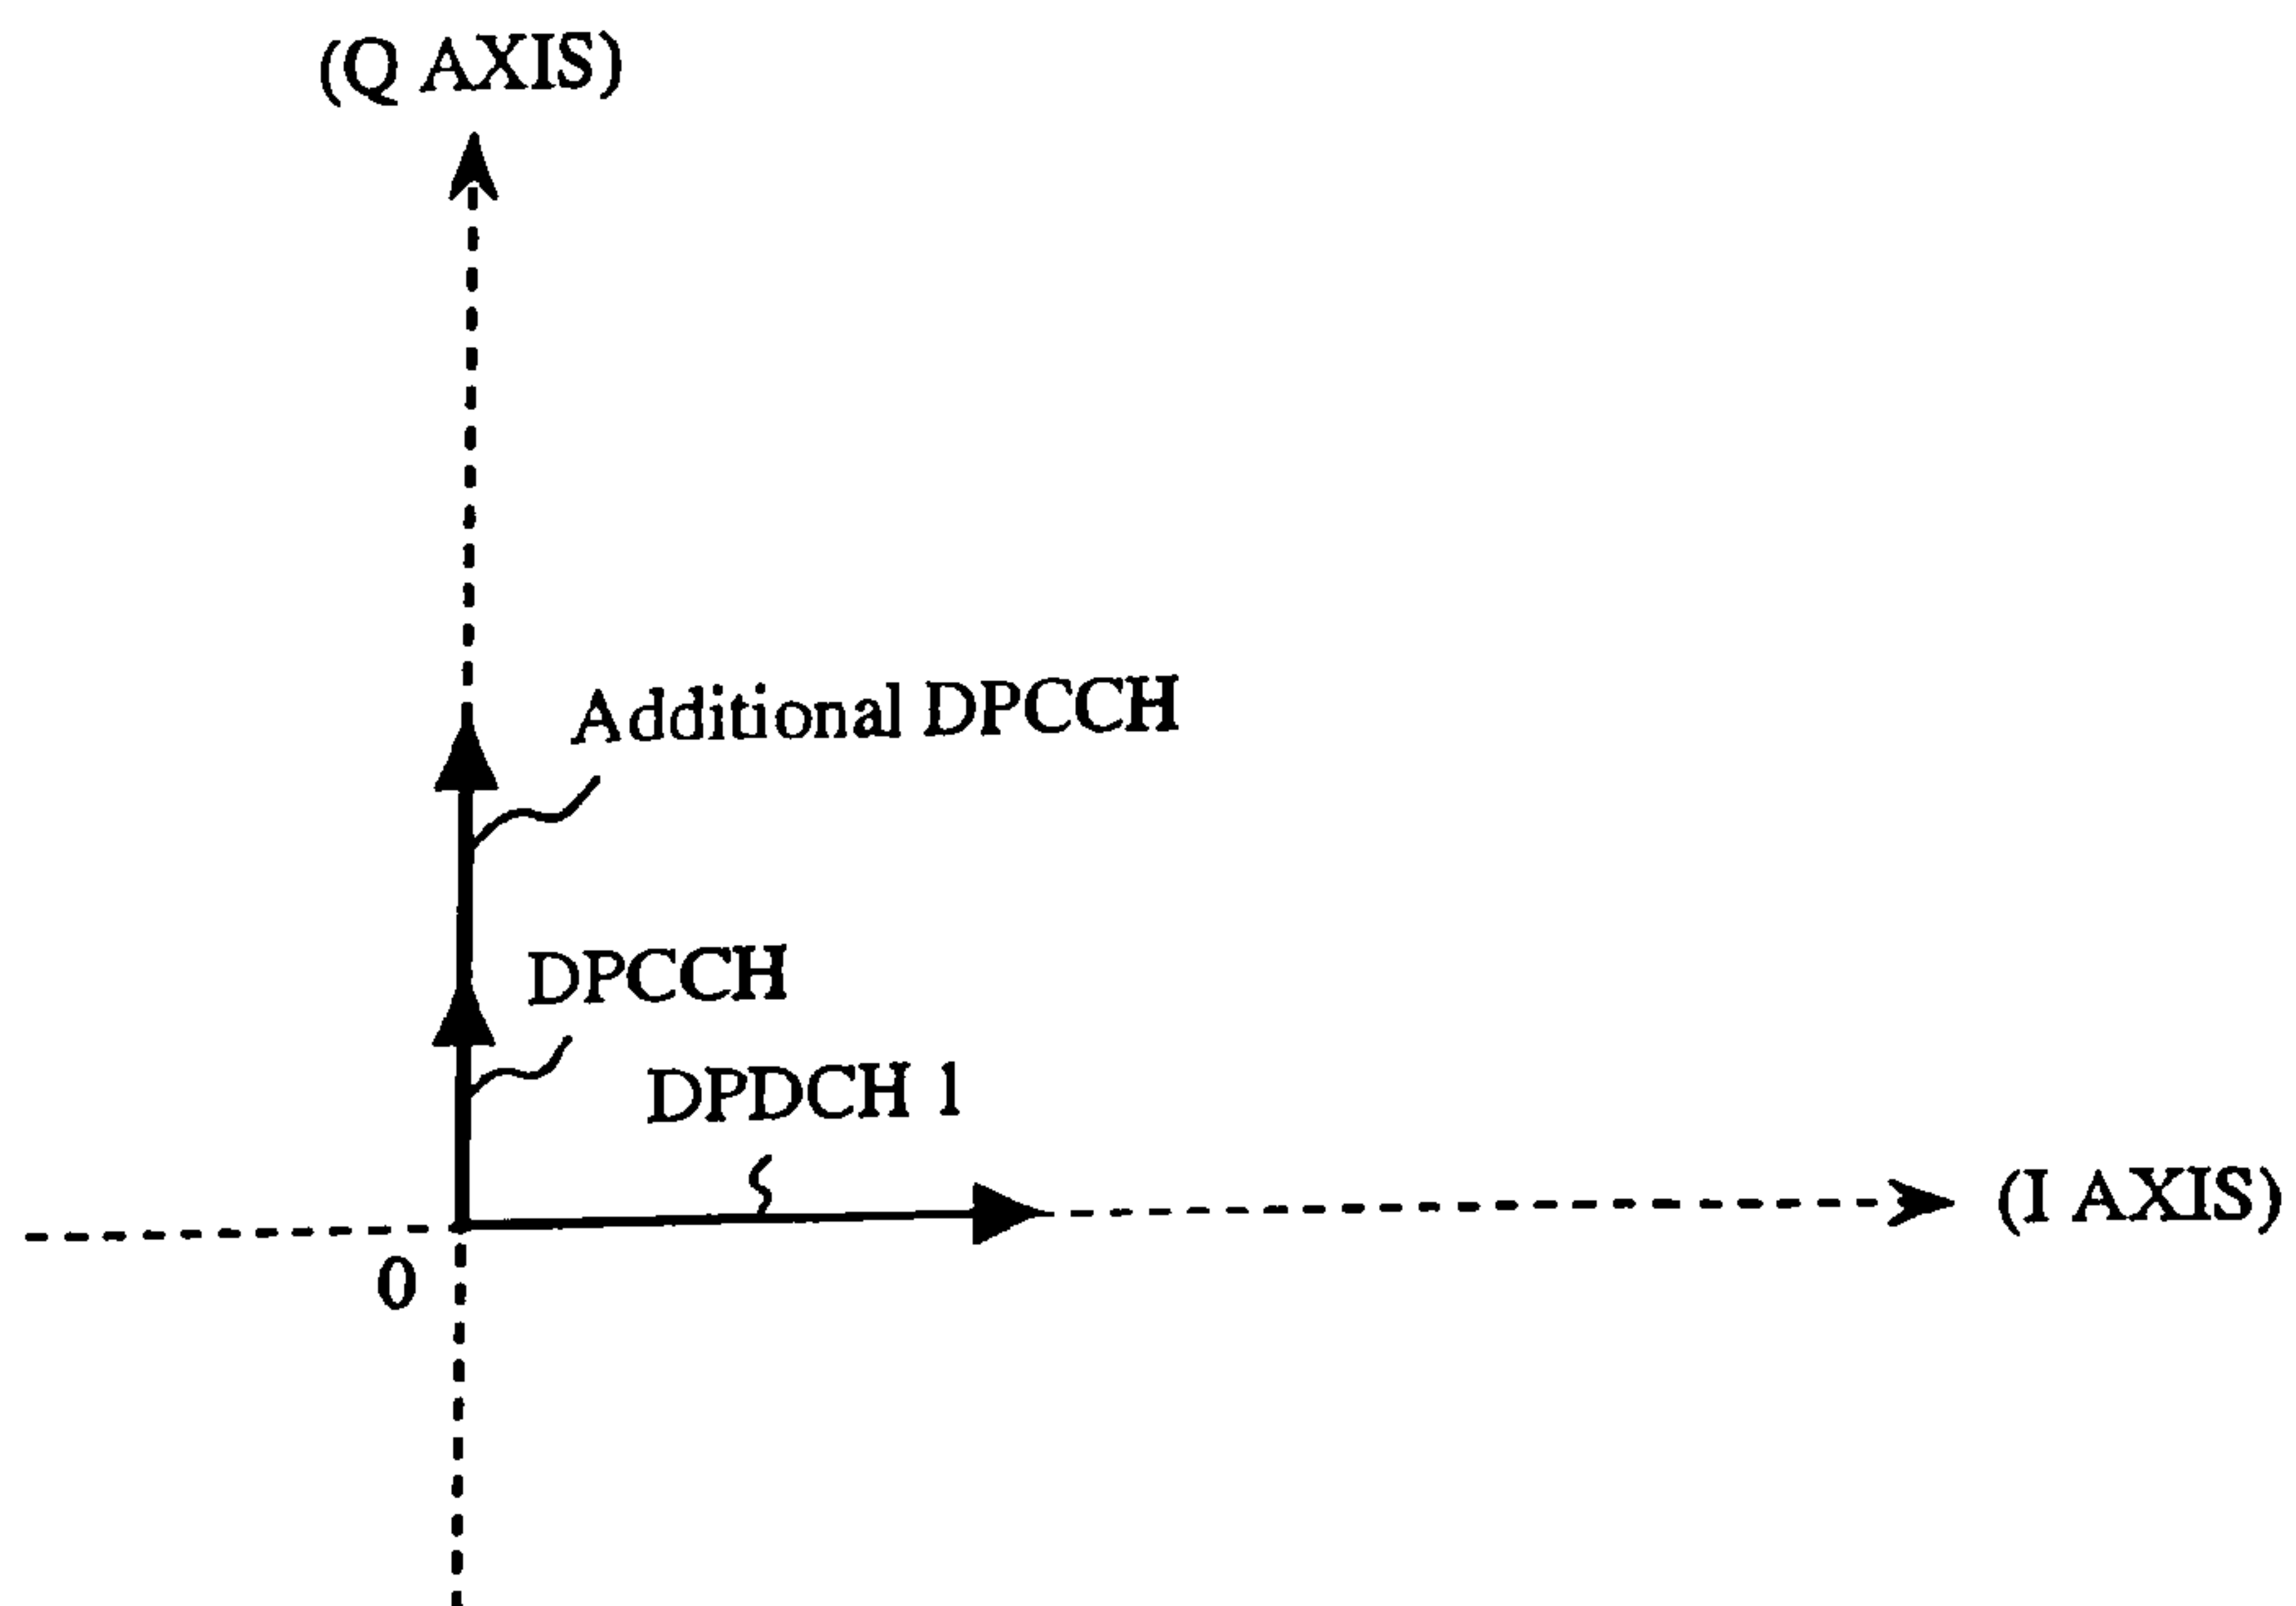 (Q AXIS)
Additional DPCCH
DPCCH
DPDCH 1
(I AXIS)
0